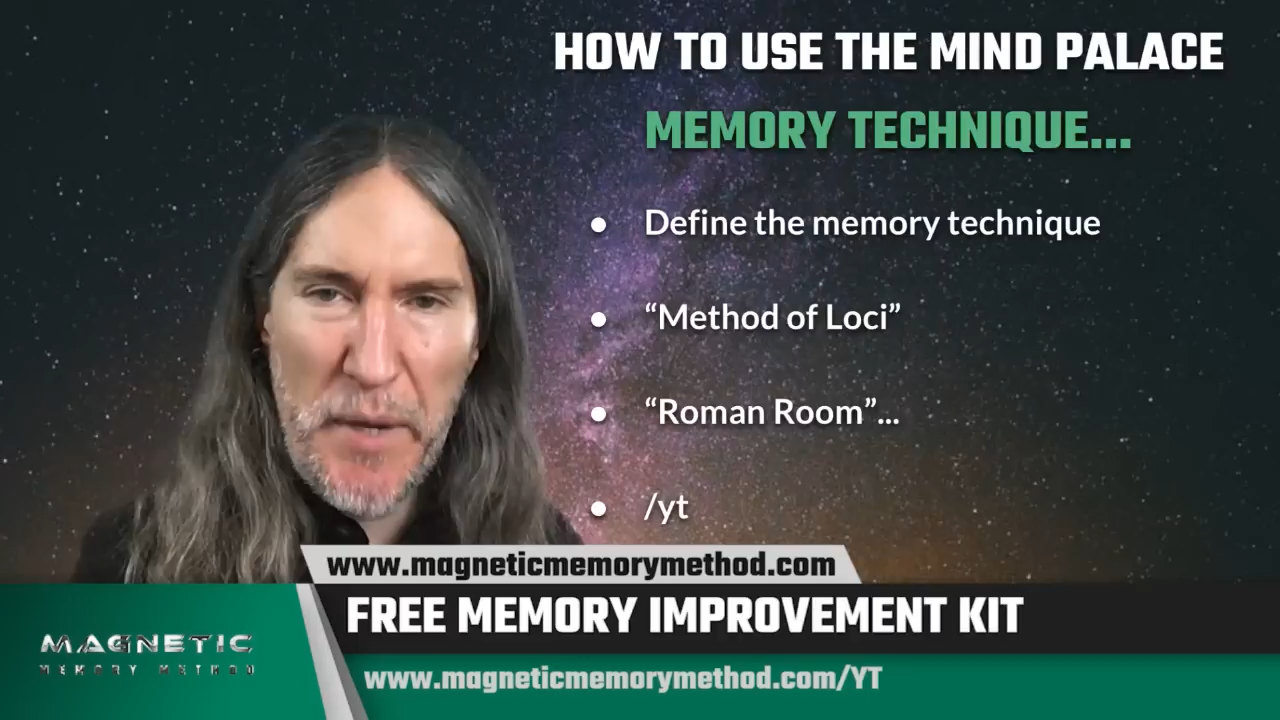 HOW TO USE THE MIND PALACE
MEMORY TECHNIQUE...
● Define the memory technique
● “Method of Loci”
● “Roman Room”...
● /yt
www.magneticmemorymethod.com
FREE MEMORY IMPROVEMENT KIT
www.magneticmemorymethod.com/YT
MAGNETIC
MEMORY METHOD